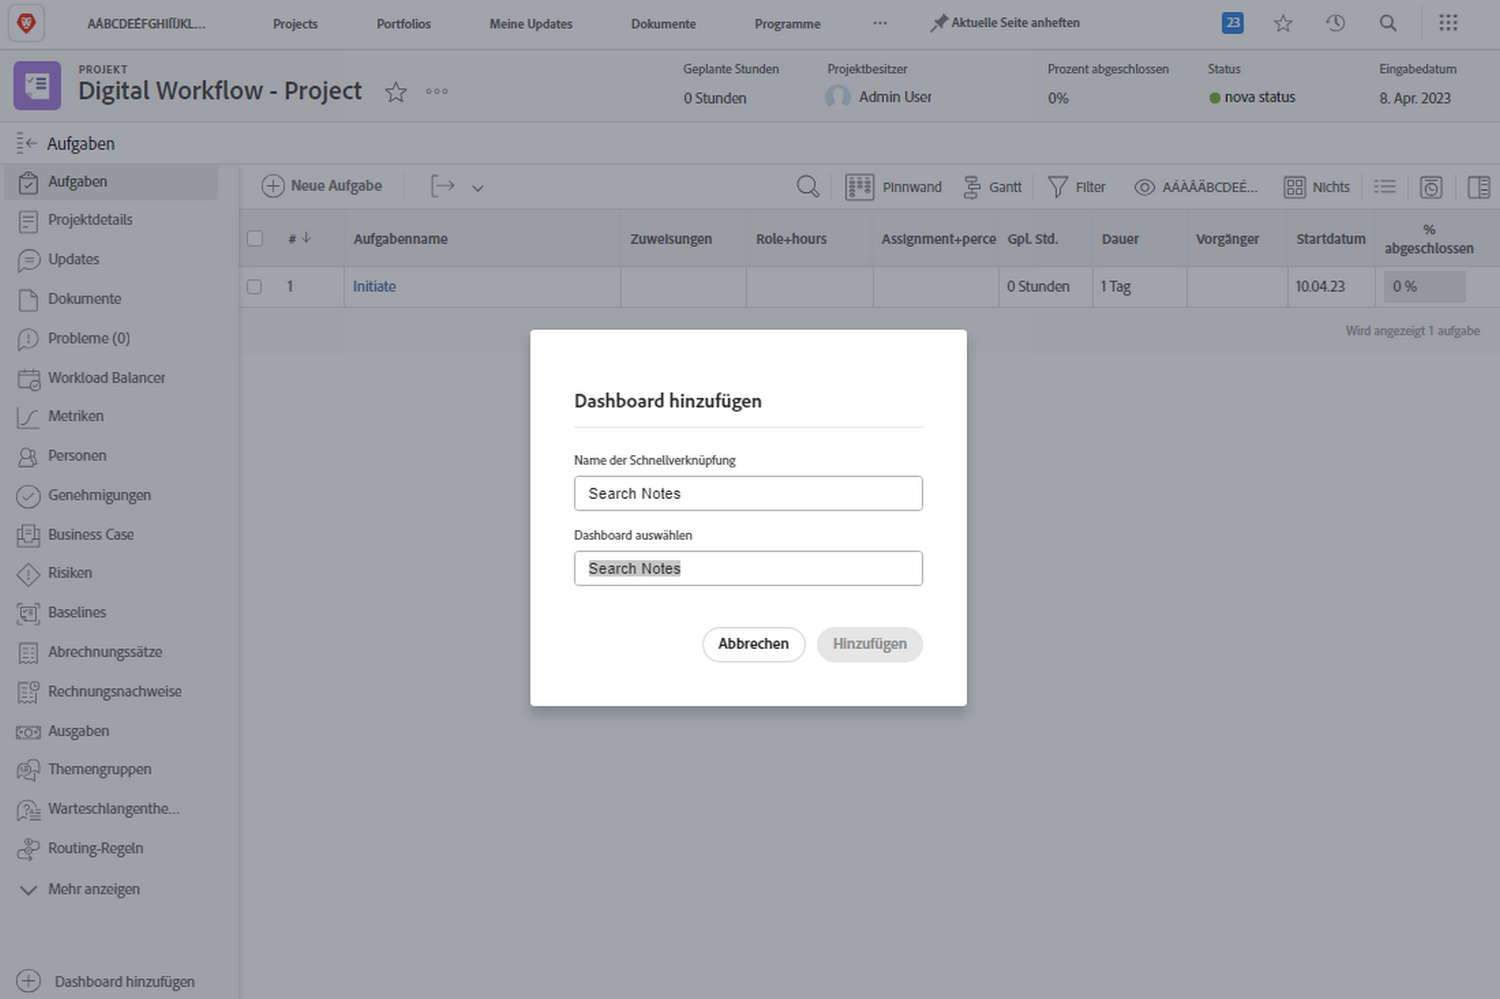 AÁBCDEÉFGHIÍÏJKL...
Projects
Portfolios
Meine Updates
Dokumente
Programme
Aktuelle Seite anheften
23
PROJEKT
Digital Workflow - Project
Geplante Stunden
0 Stunden
Projektbesitzer
Admin User
Prozent abgeschlossen
0%
Status
nova status
Eingabedatum
8. Apr. 2023
Aufgaben
Aufgaben
Projektdetails
Updates
Dokumente
Probleme (0)
Workload Balancer
Metriken
Personen
Genehmigungen
Business Case
Risiken
Baselines
Abrechnungssätze
Rechnungsnachweise
Ausgaben
Themengruppen
Warteschlangenthe...
Routing-Regeln
Mehr anzeigen
Dashboard hinzufügen
Neue Aufgabe
Pinnwand
Gantt
Filter
AÁÀÂÄBCDEÉ...
Nichts
# Aufgabenname Zuweisungen Role+hours Assignment+perce Gpl. Std. Dauer Vorgänger Startdatum % abgeschlossen
1 Initiate 0 Stunden 1 Tag 10.04.23 0 %
Wird angezeigt 1 aufgabe
Dashboard hinzufügen
Name der Schnellverknüpfung
Search Notes
Dashboard auswählen
Search Notes
Abbrechen
Hinzufügen